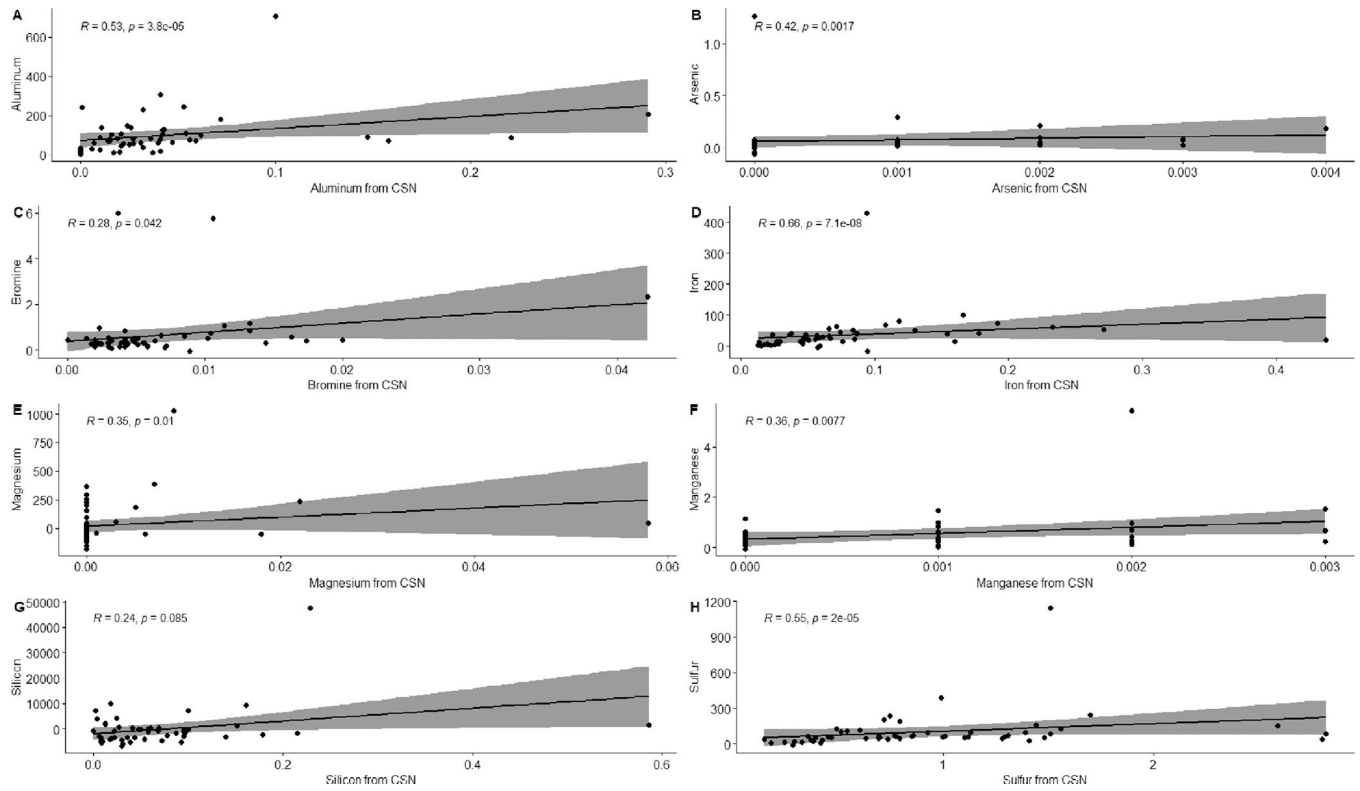 A
R = 0.53, p = 3.8e-05
Aluminum
600
400
200
0
0.0
0.1
0.2
0.3
Aluminum from CSN
B
R = 0.42, p = 0.0017
Arsenic
1.0
0.5
0.0
0.000
0.001
0.002
0.003
0.004
Arsenic from CSN
C
R = 0.28, p = 0.042
Bromine
6
4
2
0
0.00
0.01
0.02
0.03
0.04
Bromine from CSN
D
R = 0.66, p = 7.1e-08
Iron
400
300
200
100
0
0.0
0.1
0.2
0.3
0.4
Iron from CSN
E
R = 0.35, p = 0.01
Magnesium
1000
750
500
250
0
0.00
0.02
0.04
0.06
Magnesium from CSN
F
R = 0.36, p = 0.0077
Manganese
4
2
0
0.000
0.001
0.002
0.003
Manganese from CSN
G
R = 0.24, p = 0.085
Silicon
50000
40000
30000
20000
10000
0
0.0
0.2
0.4
0.6
Silicon from CSN
H
R = 0.55, p = 2e-05
Sulfur
1200
900
600
300
0
1
2
Sulfur from CSN